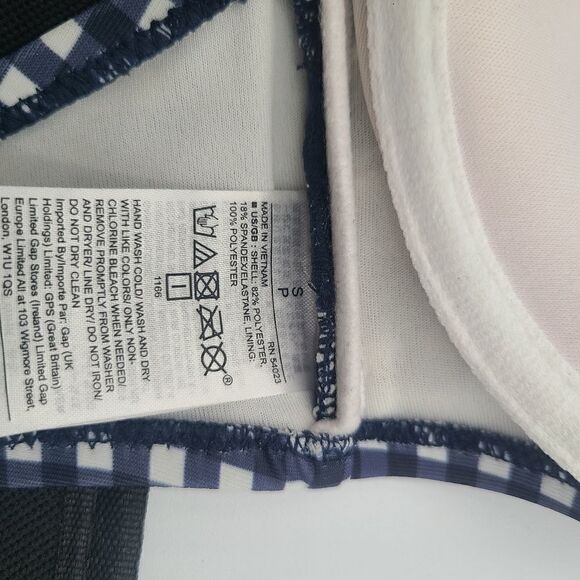 RN 54023
MADE IN VIETNAM
■ US/GB : SHELL: 82% POLYESTER,
18% SPANDEX/ELASTANE, LINING:
100% POLYESTER
S
P
®
I
1166
HAND WASH COLD/ WASH AND DRY
WITH LIKE COLORS/ ONLY NON-
CHLORINE BLEACH WHEN NEEDED/
REMOVE PROMPTLY FROM WASHER
AND DRYER/ LINE DRY/ DO NOT IRON/
DO NOT DRY CLEAN
Imported By/Importe Par: Gap (UK
Holdings) Limited: GPS (Great Britain)
Limited Gap Stores (Ireland) Limited Gap
Europe Limited All at 103 Wigmore Street,
London, W1U 1QS